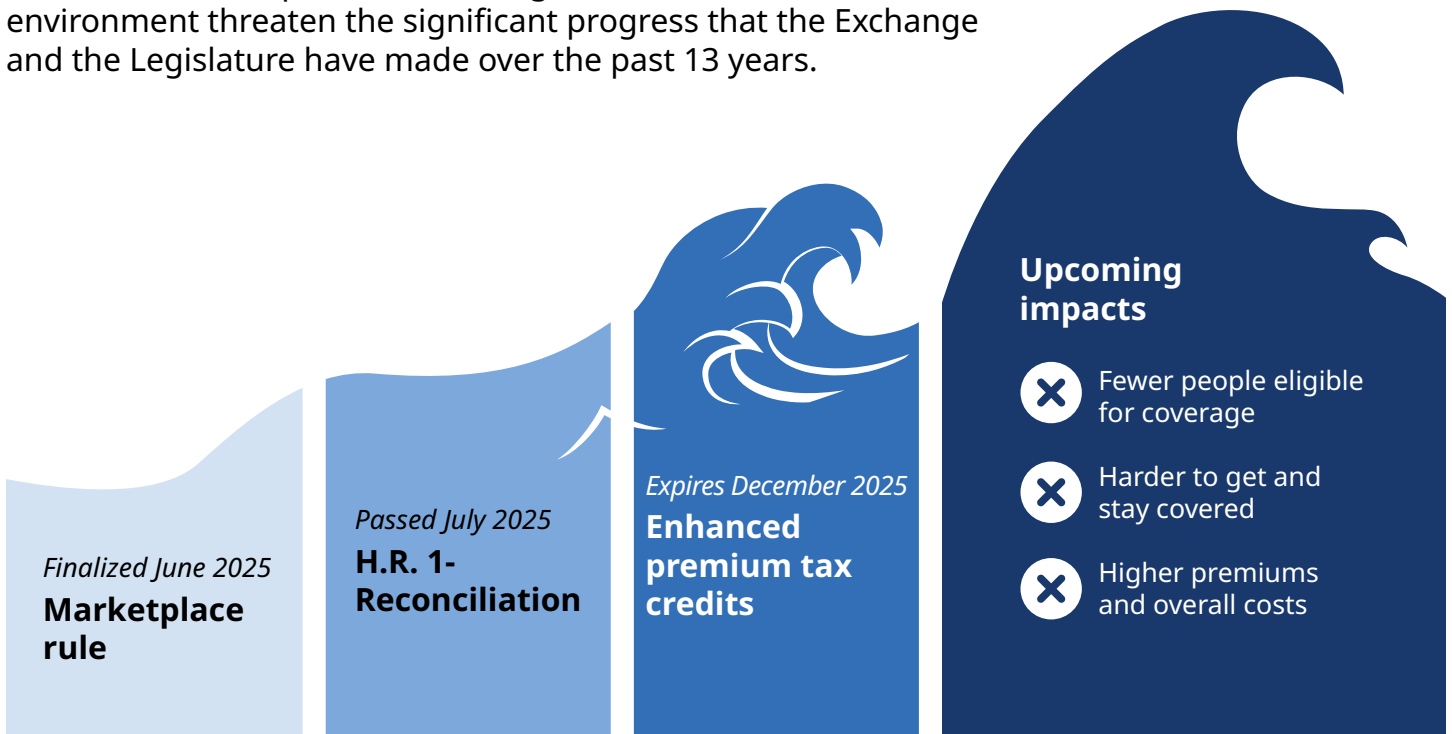 environment threaten the significant progress that the Exchange
and the Legislature have made over the past 13 years.
Finalized June 2025
Marketplace
rule
Passed July 2025
H.R. 1-
Reconciliation
Expires December 2025
Enhanced
premium tax
credits
Upcoming
impacts
Fewer people eligible
for coverage
Harder to get and
stay covered
Higher premiums
and overall costs